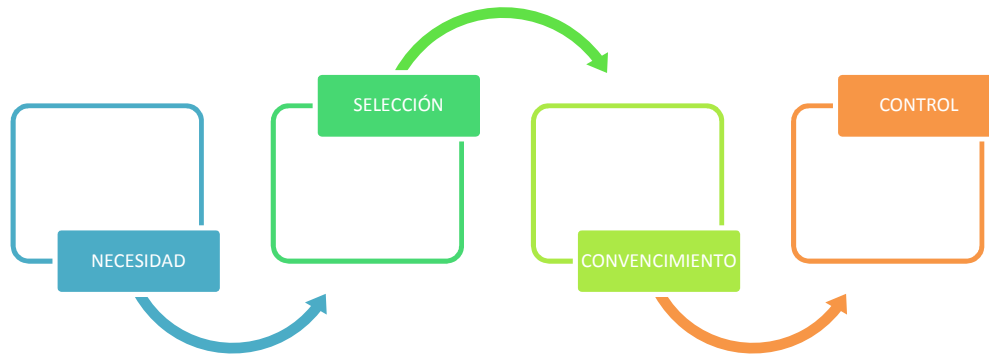 NECESIDAD
SELECCIÓN
CONVENCIMIENTO
CONTROL